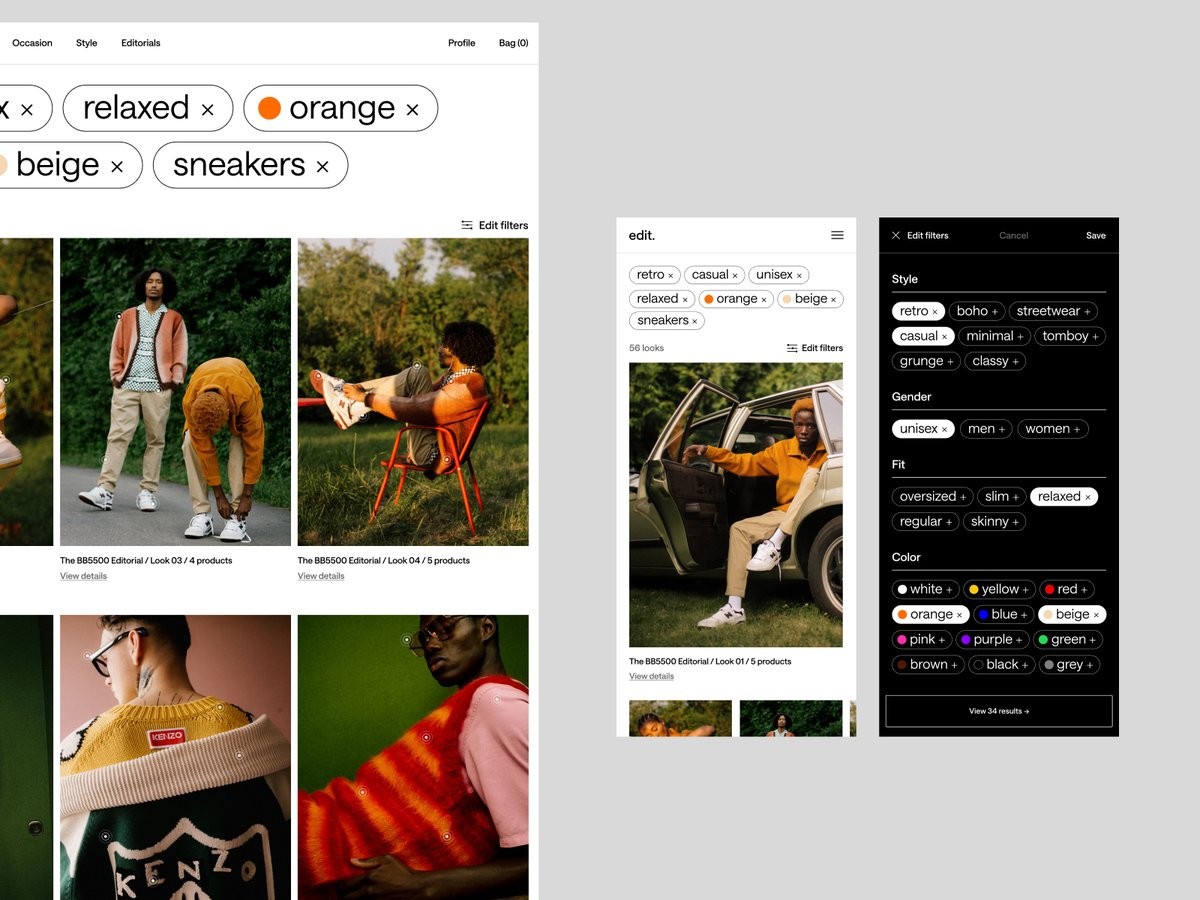 Occasion Style Editorials Profile Bag (0)
x × relaxed × orange ×
beige × sneakers ×
Edit filters
The BB5500 Editorial / Look 03 / 4 products
View details
The BB5500 Editorial / Look 04 / 5 products
View details
KENZO
KENZO
edit.
retro × casual × unisex ×
relaxed × orange × beige ×
sneakers ×
56 looks Edit filters
The BB5500 Editorial / Look 01 / 5 products
View details
× Edit filters Cancel Save
Style
retro × boho + streetwear +
casual × minimal + tomboy +
grunge + classy +
Gender
unisex × men + women +
Fit
oversized + slim + relaxed ×
regular + skinny +
Color
white + yellow + red +
orange × blue + beige ×
pink + purple + green +
brown + black + grey +
View 34 results →